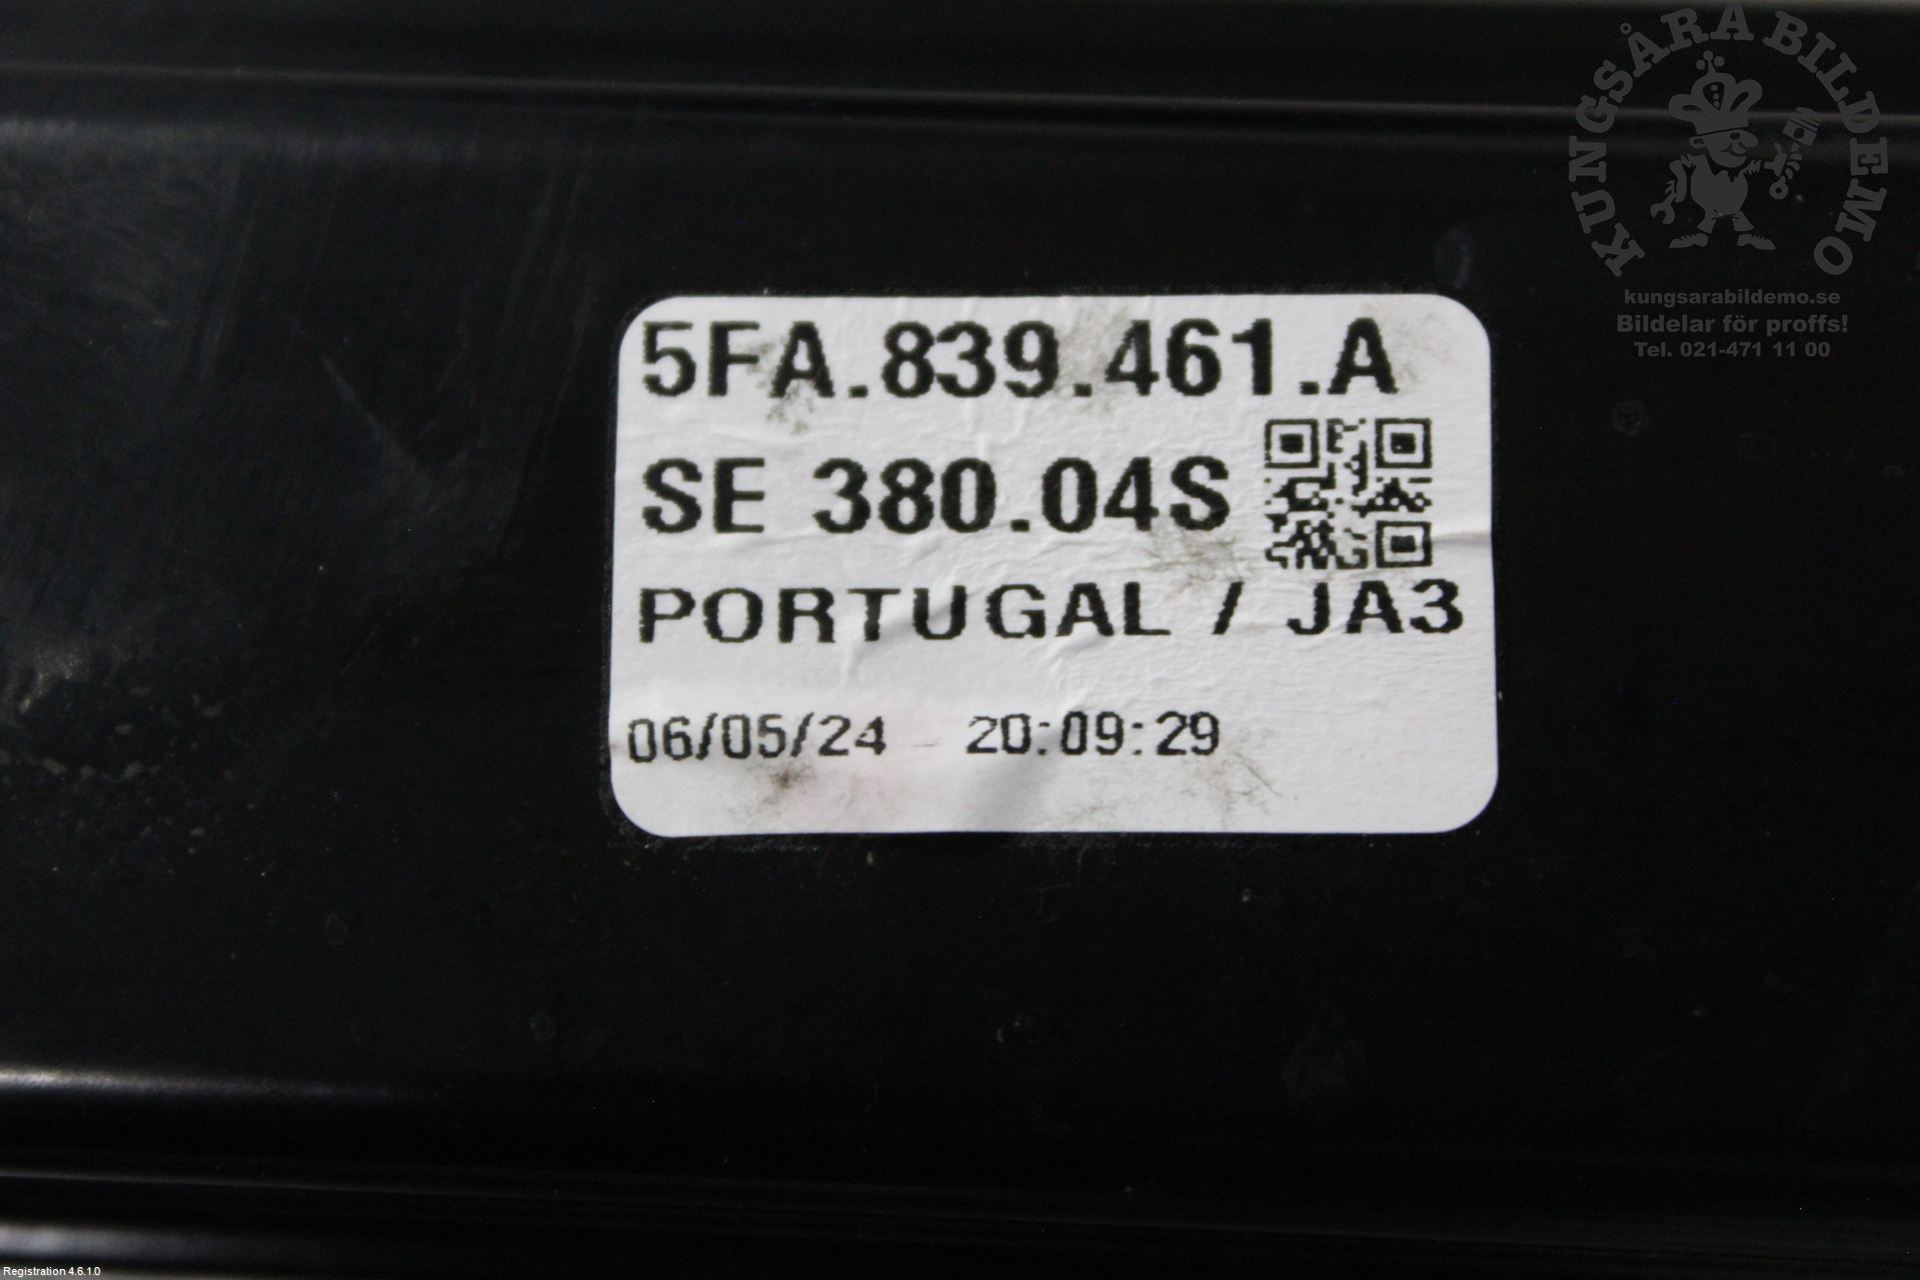 KUNGSÅRA BILDEMO
kungsarabildemo.se
Bildelar för proffs!
Tel. 021-471 11 00
5FA.839.461.A
SE 380.04S
PORTUGAL / JA3
06/05/24 20:09:29
Registration 4.6.1.0